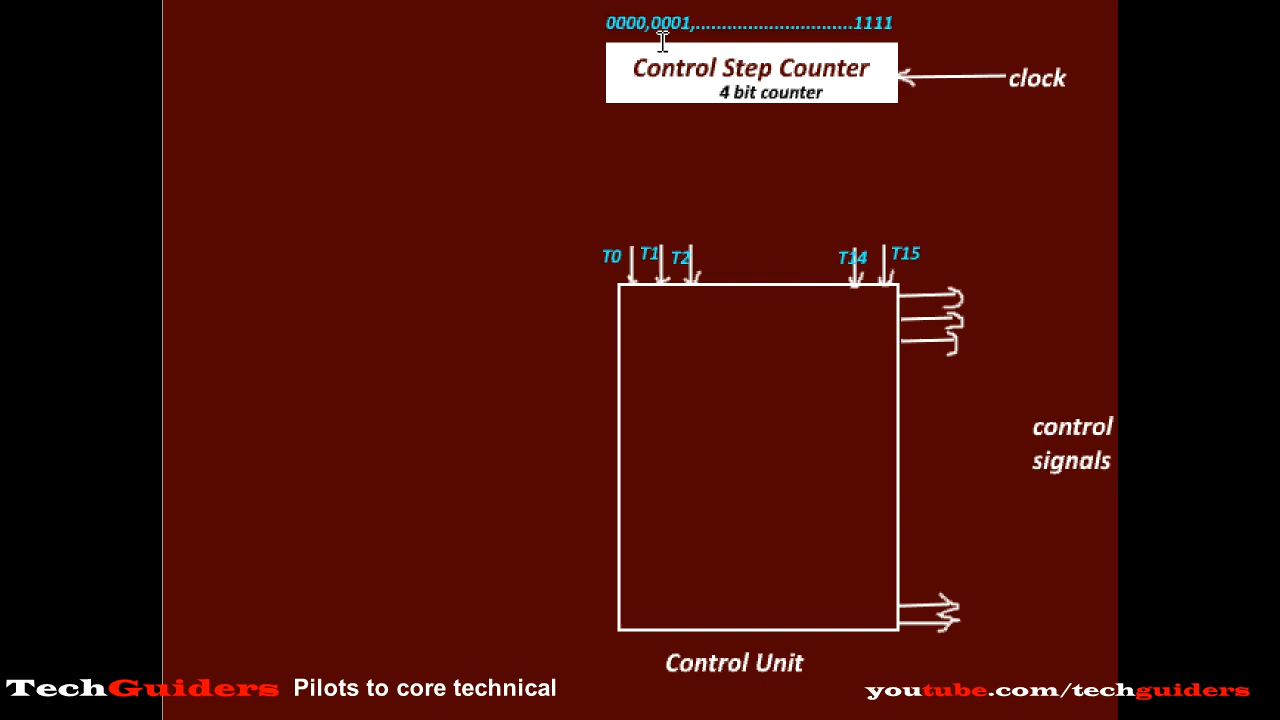 0000,0001,..............................1111
Control Step Counter
4 bit counter
clock
T0 T1 T2 T14 T15
control
signals
Control Unit
TechGuiders Pilots to core technical
youtube.com/techguiders